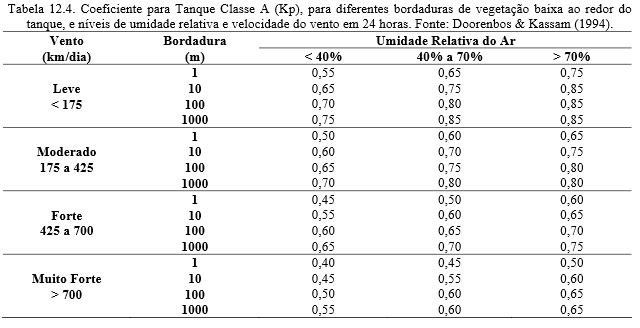 Tabela 12.4. Coeficiente para Tanque Classe A (Kp), para diferentes bordaduras de vegetação baixa ao redor do
tanque, e níveis de umidade relativa e velocidade do vento em 24 horas. Fonte: Doorenbos & Kassam (1994).
Vento Bordadura Umidade Relativa do Ar
(km/dia) (m) < 40% 40% a 70% > 70%
1 0,55 0,65 0,75
Leve 10 0,65 0,75 0,85
< 175 100 0,70 0,80 0,85
1000 0,75 0,85 0,85
1 0,50 0,60 0,65
Moderado 10 0,60 0,70 0,75
175 a 425 100 0,65 0,75 0,80
1000 0,70 0,80 0,80
1 0,45 0,50 0,60
Forte 10 0,55 0,60 0,65
425 a 700 100 0,60 0,65 0,70
1000 0,65 0,70 0,75
1 0,40 0,45 0,50
Muito Forte 10 0,45 0,55 0,60
> 700 100 0,50 0,60 0,65
1000 0,55 0,60 0,65